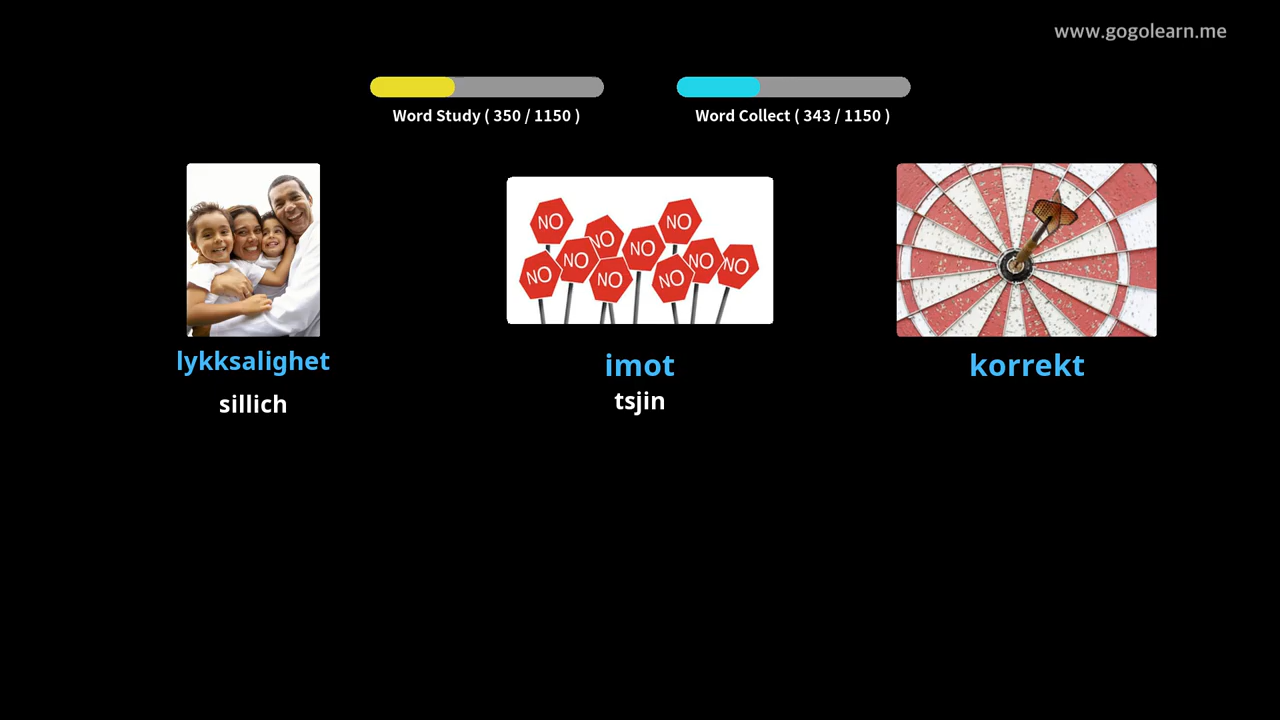 www.gogolearn.me
Word Study ( 350 / 1150 )
Word Collect ( 343 / 1150 )
NO
NO
NO
NO
NO
NO
NO
NO
NO
NO
lykksalighet
imot
korrekt
sillich
tsjin